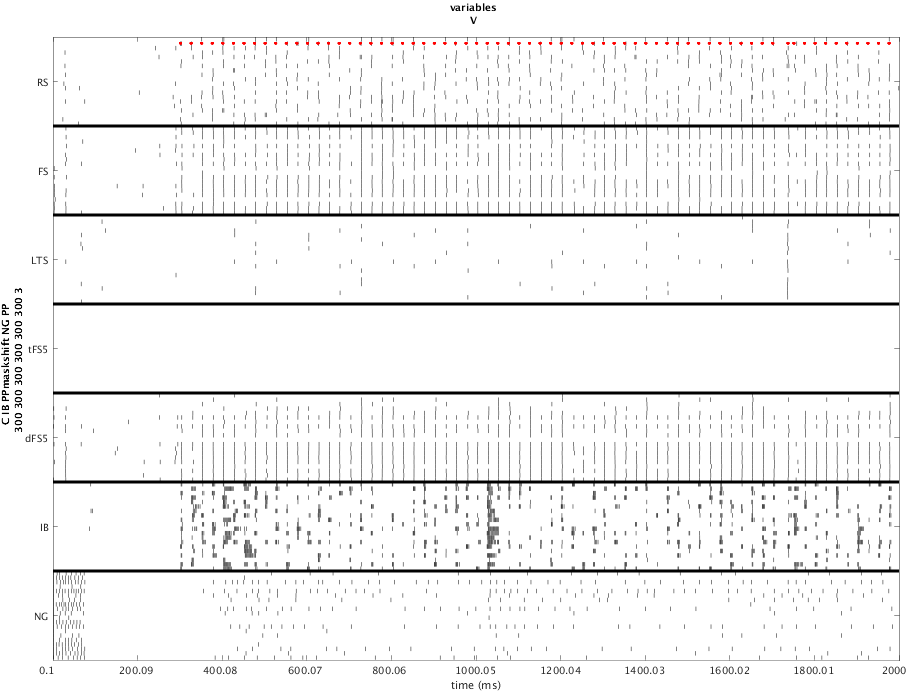 variables
V
RS
FS
LTS
tFS5
dFS5
IB
NG
C IB PPmaskshift NG PP
300 300 300 300 300 300 3
0.1
200.09
400.08
600.07
800.06
1000.05
1200.04
1400.03
1600.02
1800.01
2000
time (ms)